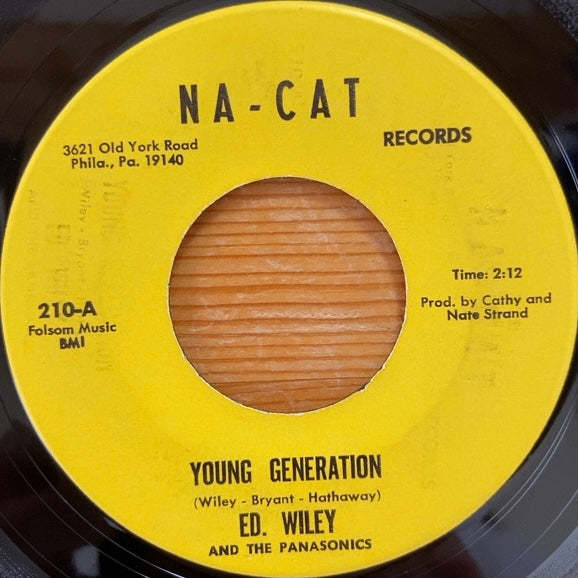 NA-CAT
RECORDS
3621 Old York Road
Phila., Pa. 19140
210-A
Folsom Music
BMI
Time: 2:12
Prod. by Cathy and
Nate Strand
YOUNG GENERATION
(Wiley - Bryant - Hathaway)
ED. WILEY
AND THE PANASONICS